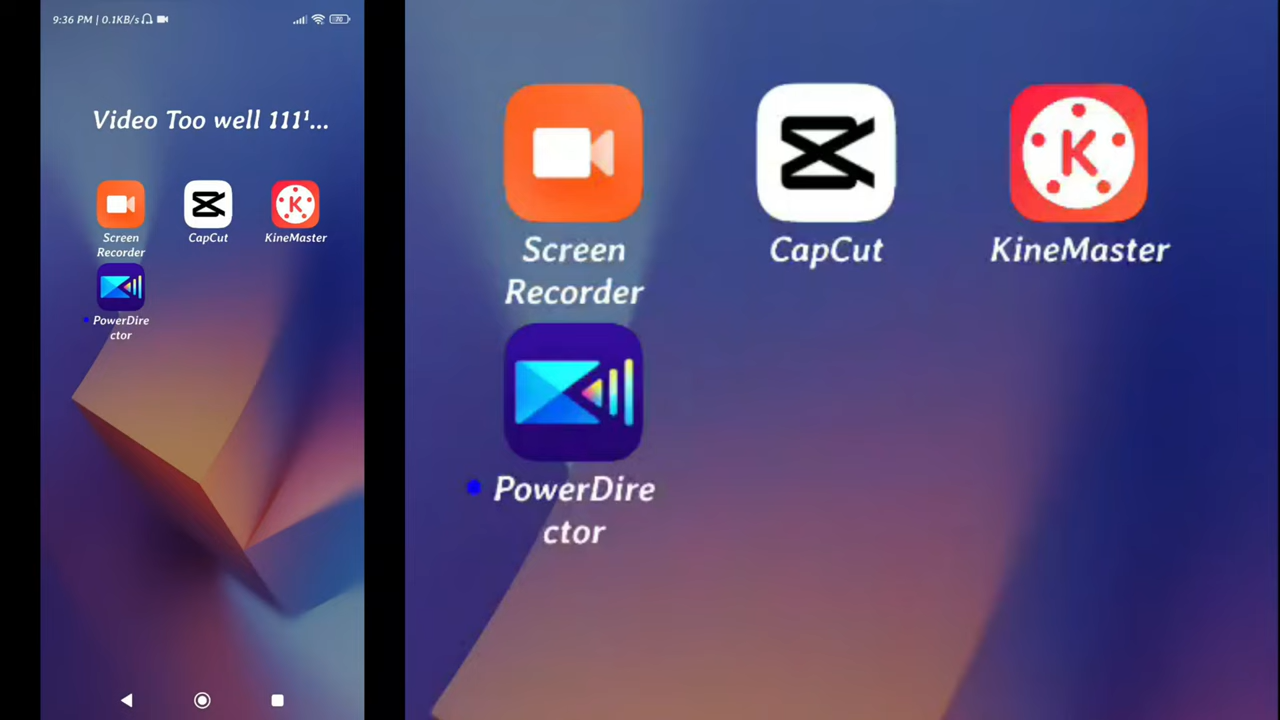 9:36 PM | 0.1KB/s
70
Video Too well 111¹...
Screen
Recorder
CapCut
KineMaster
PowerDire
ctor
Screen
Recorder
CapCut
K
KineMaster
PowerDire
ctor